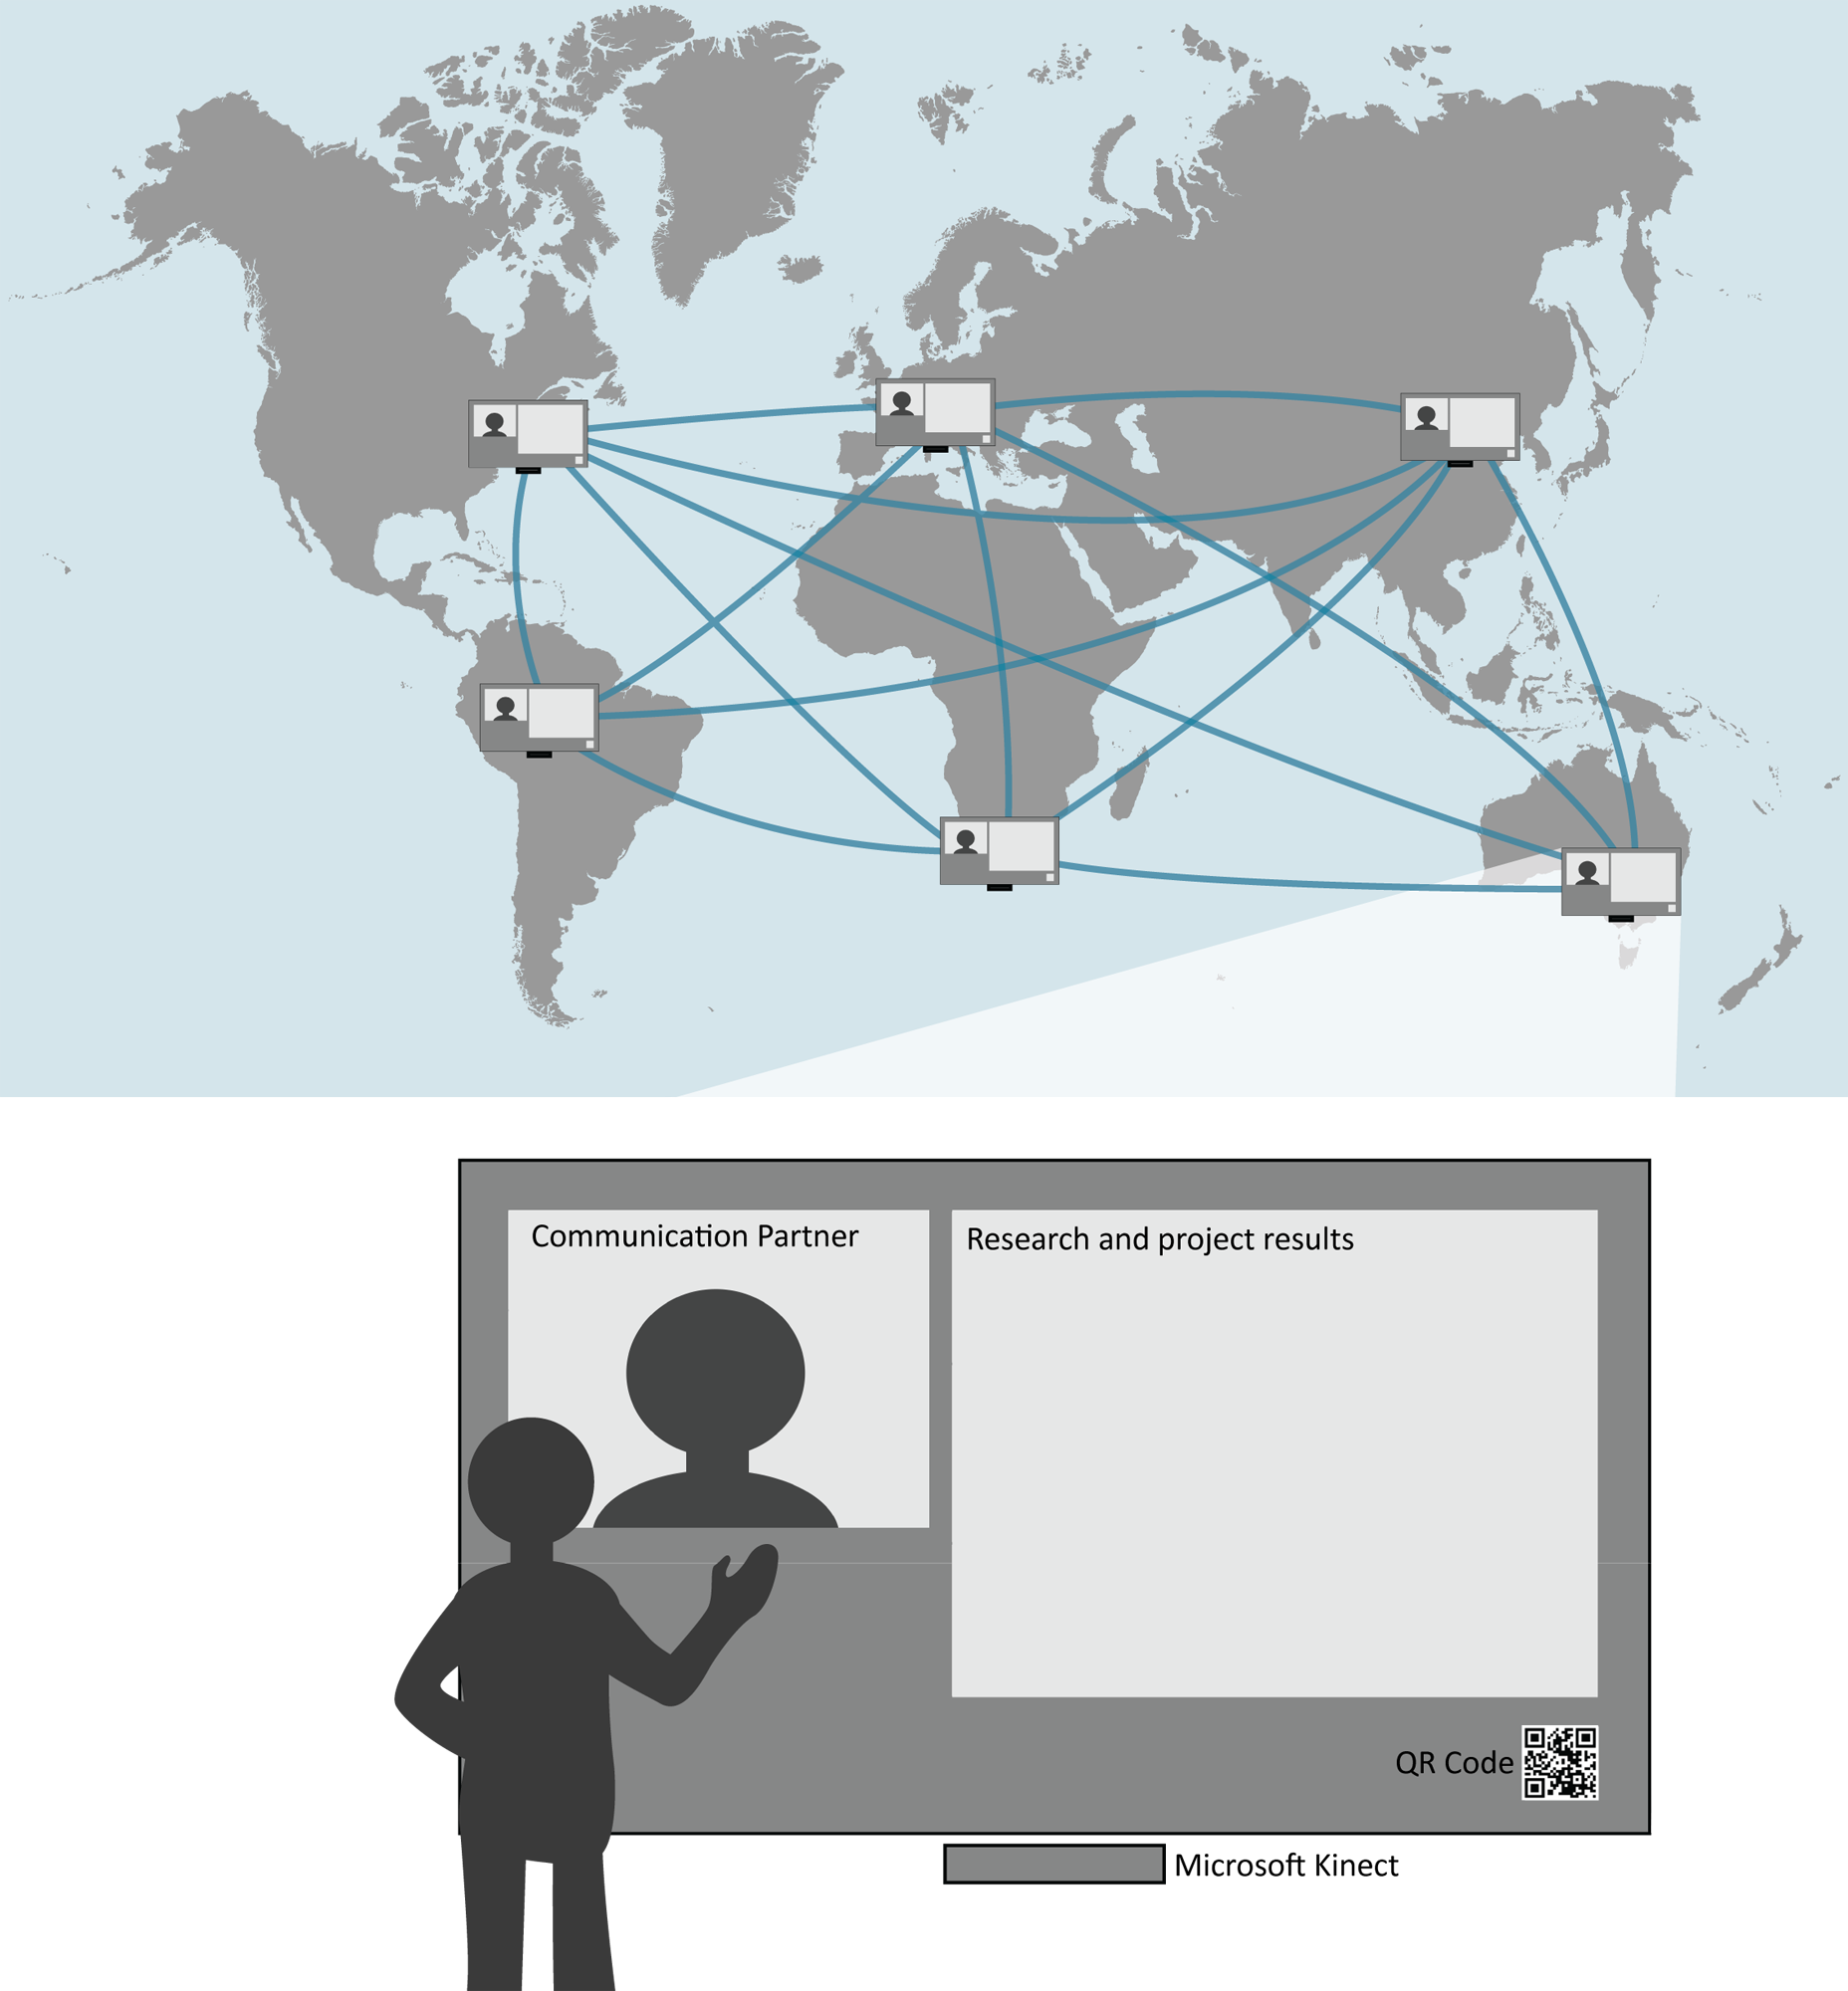 Communication Partner
Research and project results
QR Code
Microsoft Kinect